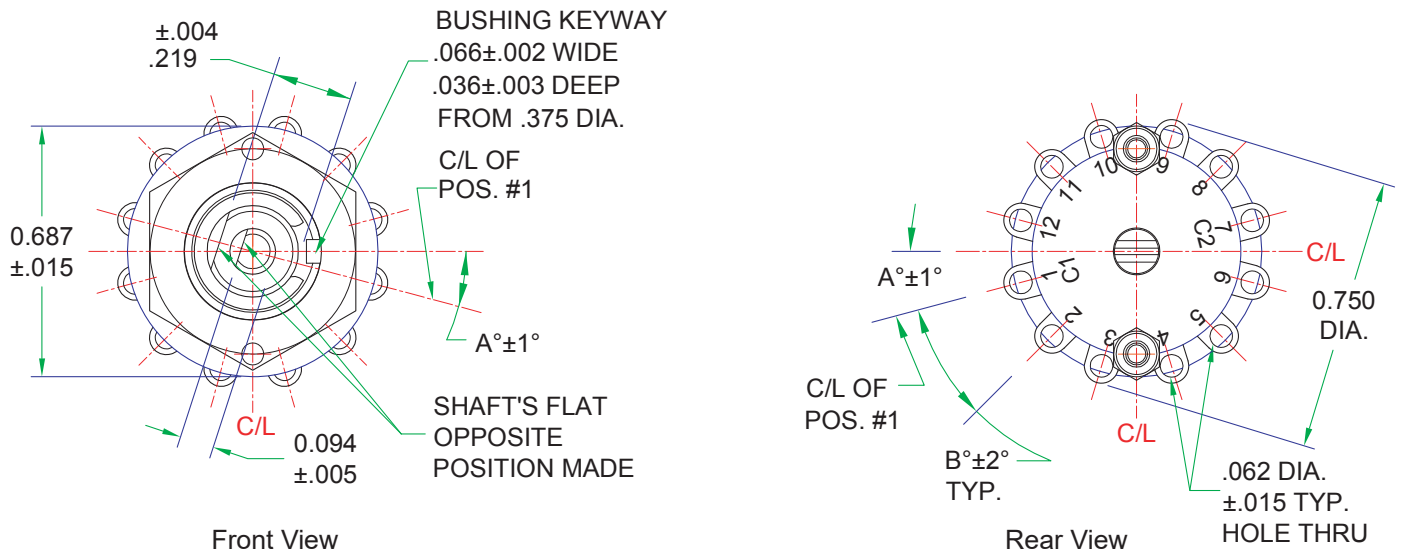 ±.004
.219
BUSHING KEYWAY
.066±.002 WIDE
.036±.003 DEEP
FROM .375 DIA.
C/L OF
POS. #1
0.687
±.015
A°±1°
SHAFT'S FLAT
OPPOSITE
POSITION MADE
C/L
0.094
±.005
Front View
10
9
11
8
12
7
C2
C/L
A°±1°
1
C1
6
2
5
3
4
0.750
DIA.
C/L OF
POS. #1
C/L
B°±2°
TYP.
.062 DIA.
±.015 TYP.
HOLE THRU
Rear View